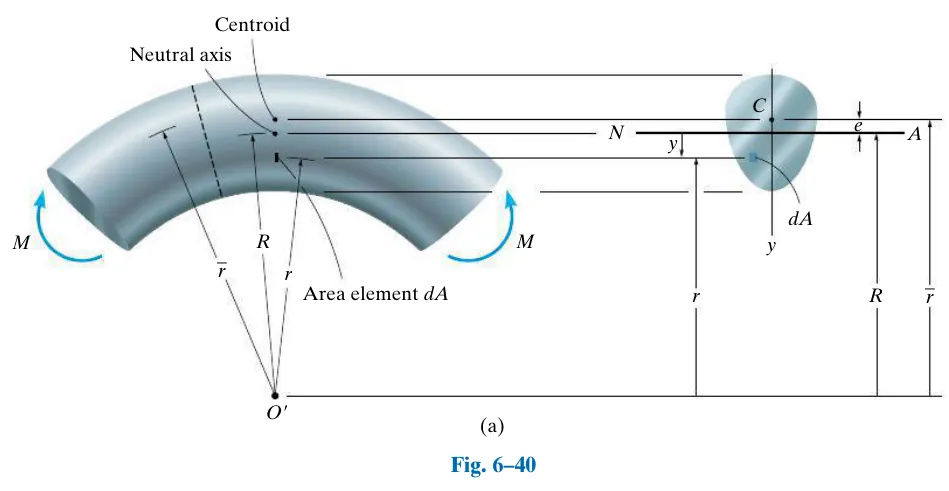 Centroid
Neutral axis
C
e
N
A
y
dA
M
R
M
y
r̅
r
Area element dA
r
R
r̅
O′
(a)
Fig. 6–40